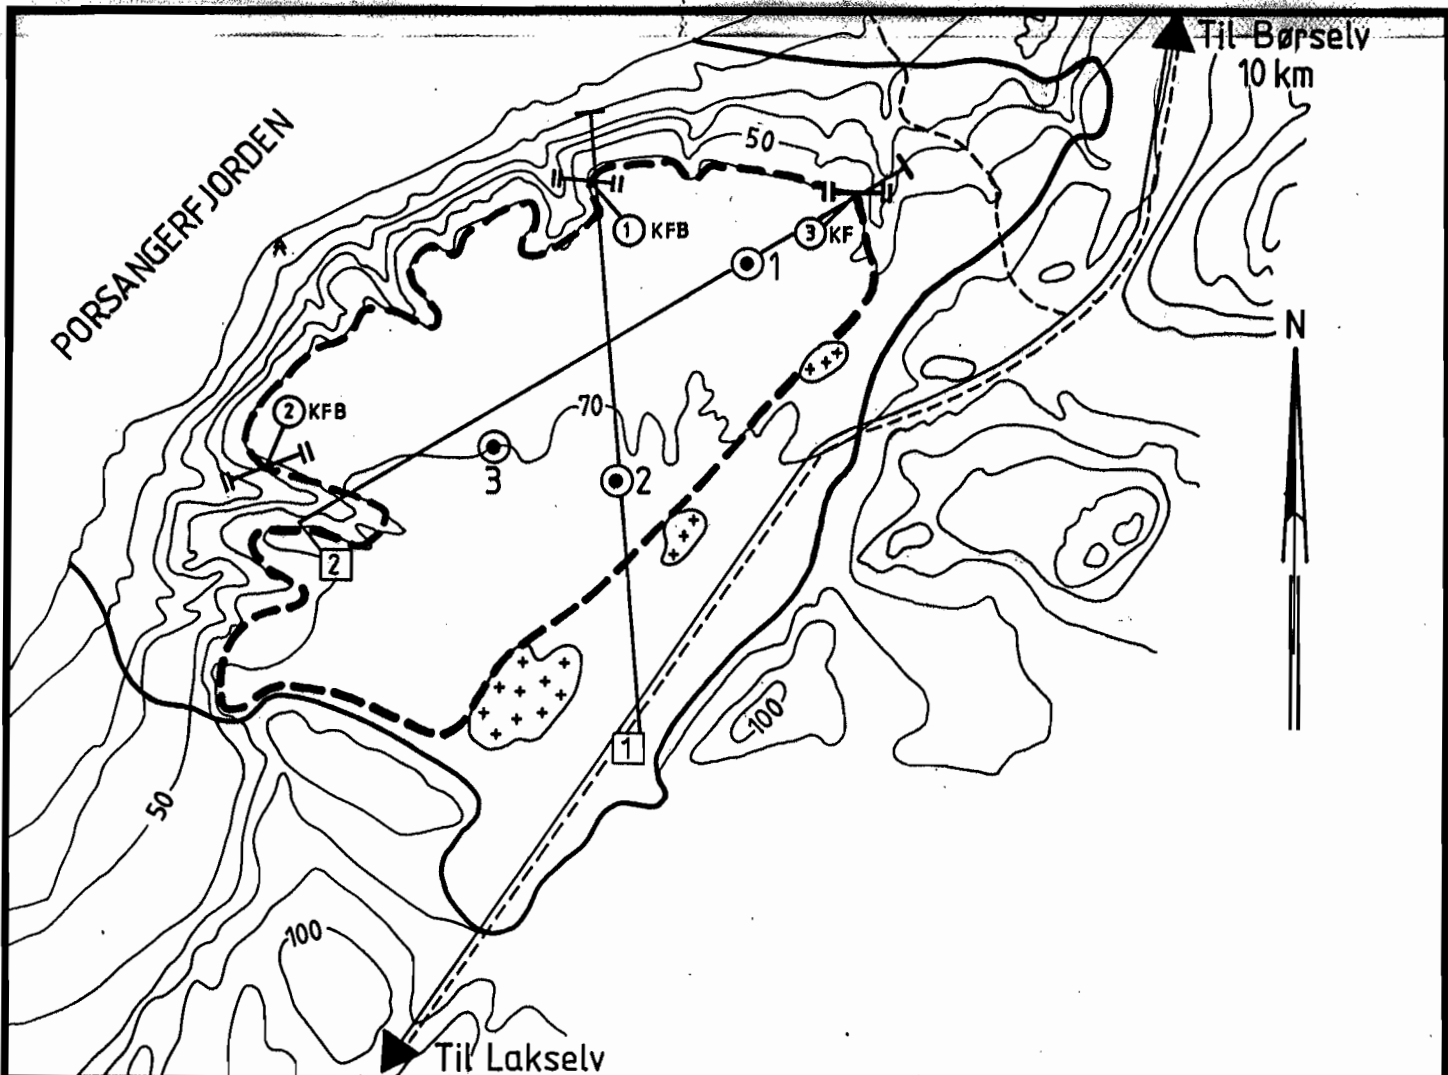 Til Børselv
10 km
PORSANGERFJORDEN
50
1 KFB
3 KF
1
N
2 KFB
70
3
2
2
100
1
50
100
Til Lakselv